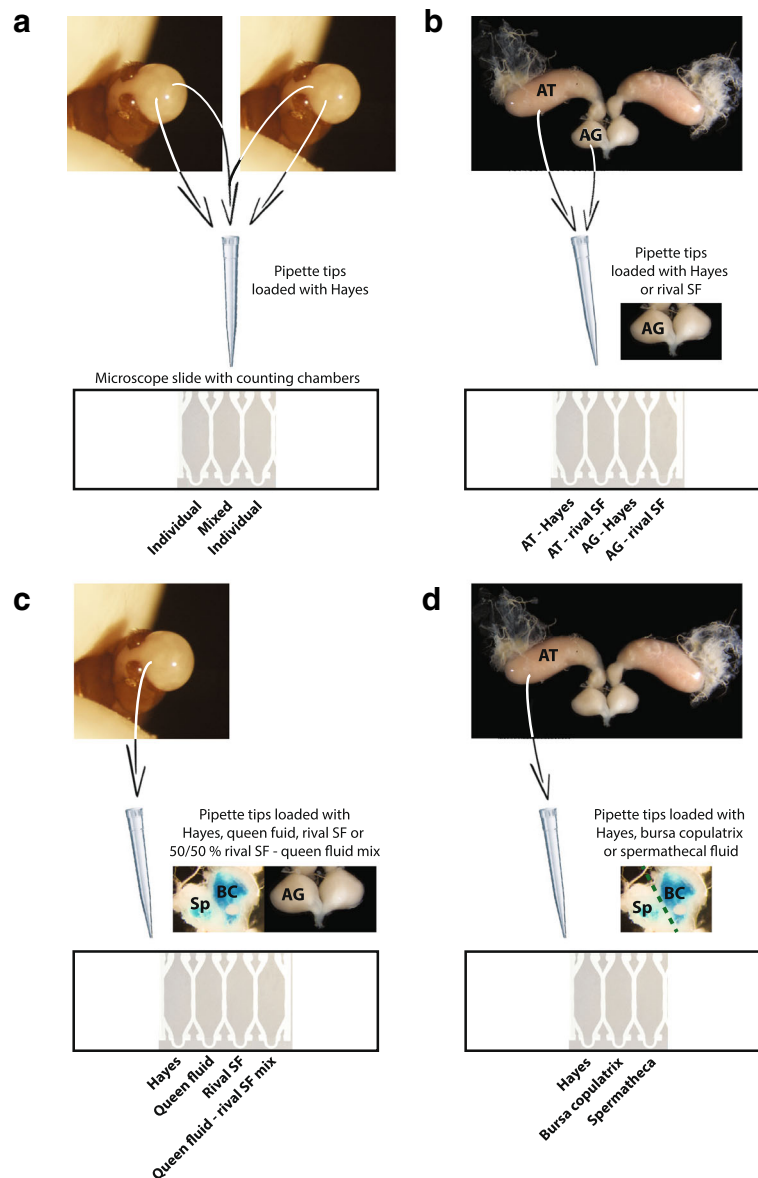 a
Pipette tips
loaded with Hayes
Microscope slide with counting chambers
Individual
Mixed
Individual
b
AT
AG
Pipette tips
loaded with Hayes
or rival SF
AG
AT - Hayes
AT - rival SF
AG - Hayes
AG - rival SF
c
Pipette tips loaded with
Hayes, queen fuid, rival SF or
50/50 % rival SF - queen fluid mix
Sp
BC
AG
Hayes
Queen fluid
Rival SF
Queen fluid - rival SF mix
d
AT
Pipette tips loaded with
Hayes, bursa copulatrix
or spermathecal fluid
Sp
BC
Hayes
Bursa copulatrix
Spermatheca